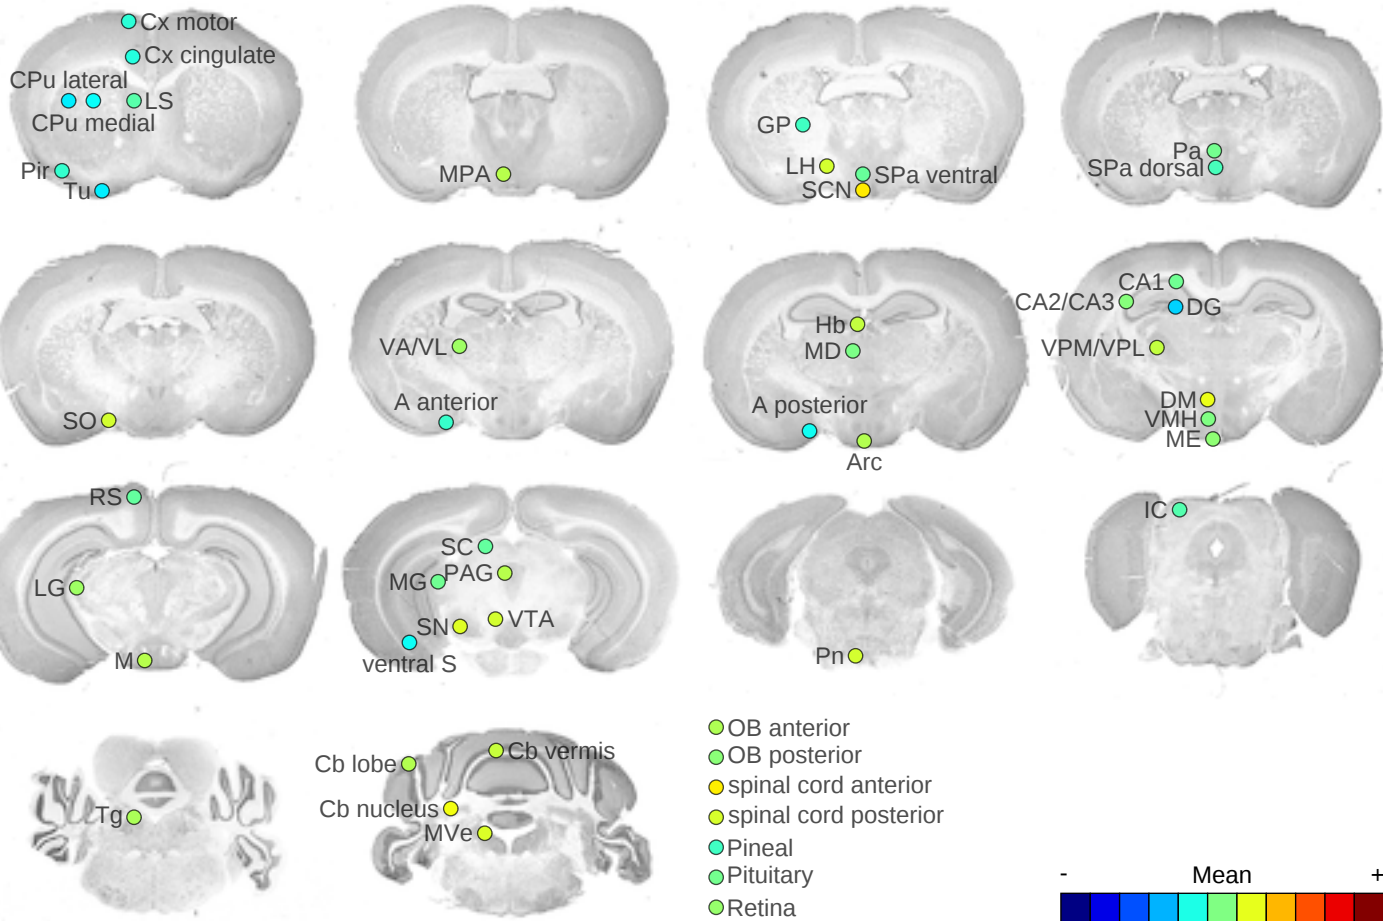 Cx motor
Cx cingulate
CPu lateral
LS
CPu medial
Pir
Tu
MPA
GP
LH
SPa ventral
SCN
Pa
SPa dorsal
SO
VA/VL
A anterior
Hb
MD
A posterior
Arc
CA1
CA2/CA3
DG
VPM/VPL
DM
VMH
ME
RS
LG
M
SC
MG
PAG
SN
VTA
ventral S
Pn
IC
Tg
Cb lobe
Cb vermis
Cb nucleus
MVe
OB anterior
OB posterior
spinal cord anterior
spinal cord posterior
Pineal
Pituitary
Retina
- Mean +